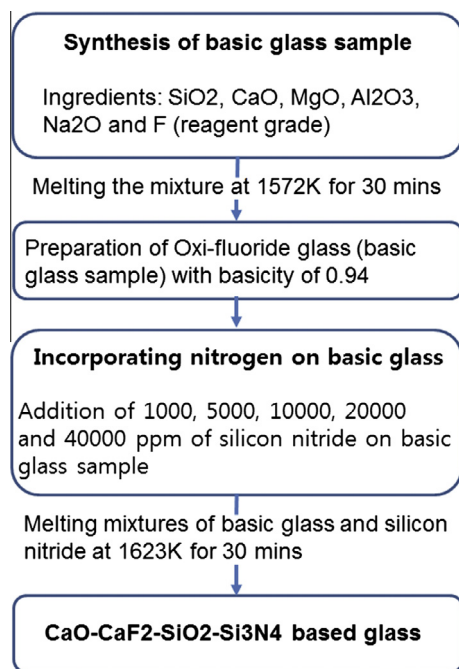 Synthesis of basic glass sample
Ingredients: SiO2, CaO, MgO, Al2O3,
Na2O and F (reagent grade)
Melting the mixture at 1572K for 30 mins
Preparation of Oxi-fluoride glass (basic
glass sample) with basicity of 0.94
Incorporating nitrogen on basic glass
Addition of 1000, 5000, 10000, 20000
and 40000 ppm of silicon nitride on basic
glass sample
Melting mixtures of basic glass and silicon
nitride at 1623K for 30 mins
CaO-CaF2-SiO2-Si3N4 based glass